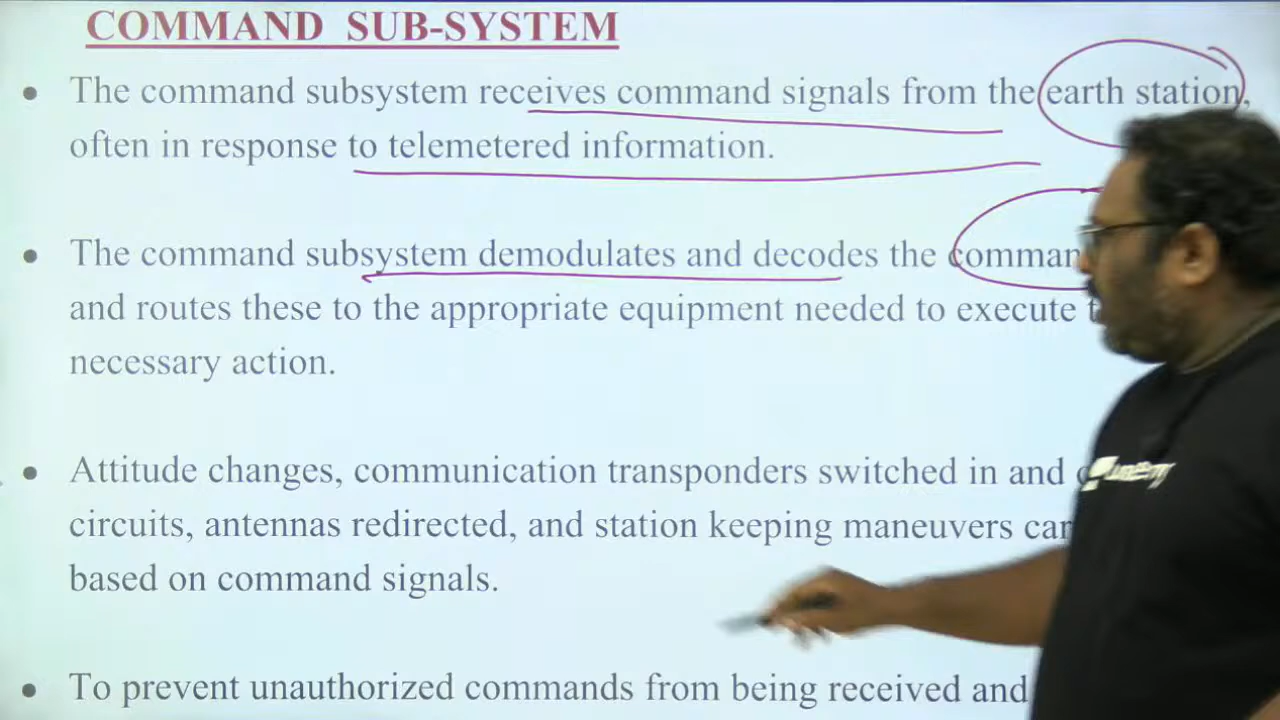 COMMAND SUB-SYSTEM
• The command subsystem receives command signals from the earth station,
often in response to telemetered information.
• The command subsystem demodulates and decodes the
and routes these to the appropriate equipment needed to execute
necessary action.
• Attitude changes, communication transponders switched in and
circuits, antennas redirected, and station keeping maneuvers
based on command signals.
• To prevent unauthorized commands from being received and